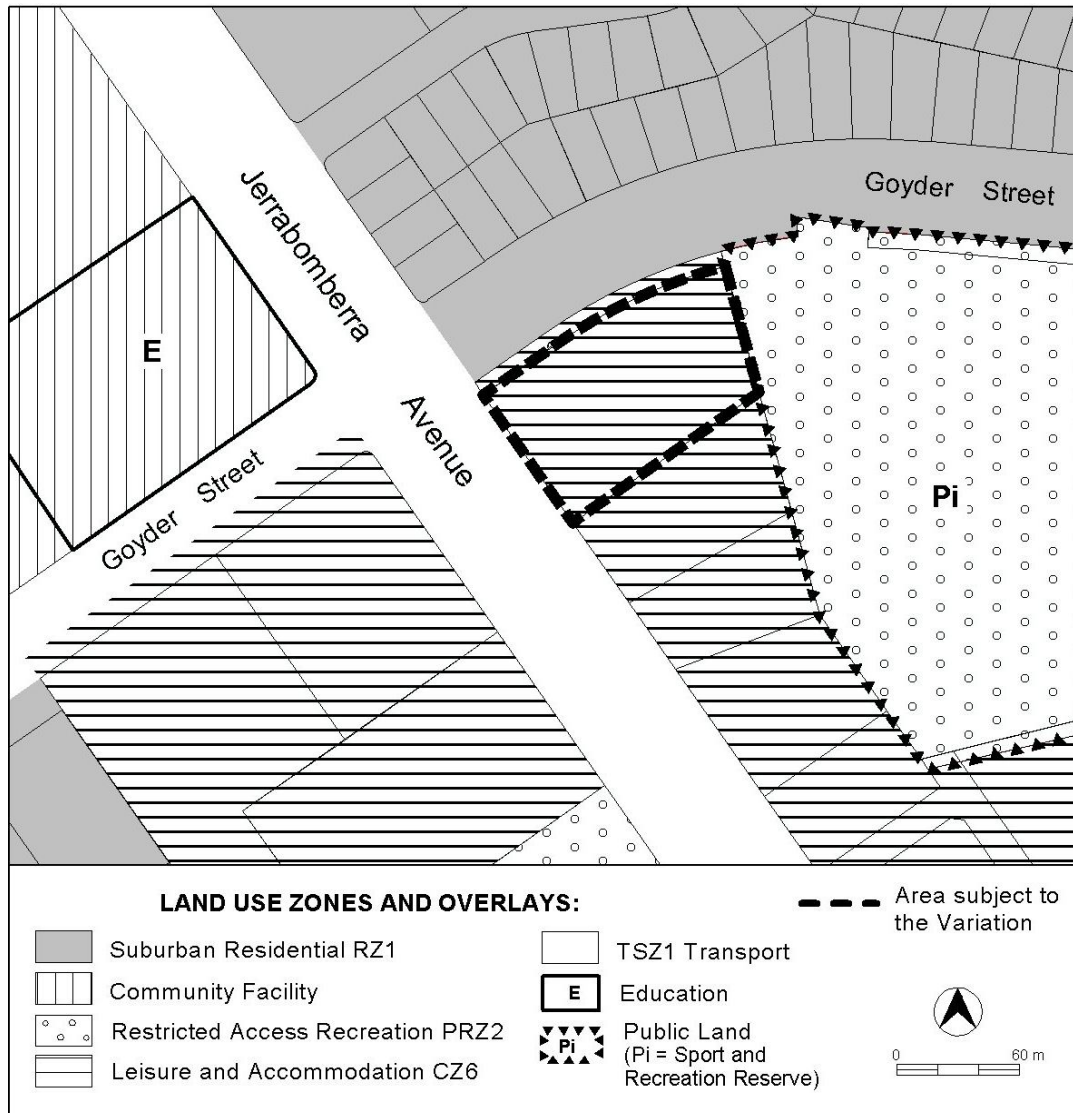 Jerrabomberra
Avenue
Goyder Street
Goyder Street
E
Pi
LAND USE ZONES AND OVERLAYS:
Suburban Residential RZ1
Community Facility
Restricted Access Recreation PRZ2
Leisure and Accommodation CZ6
TSZ1 Transport
E
Education
Pi
Public Land
(Pi = Sport and
Recreation Reserve)
Area subject to
the Variation
0 60 m